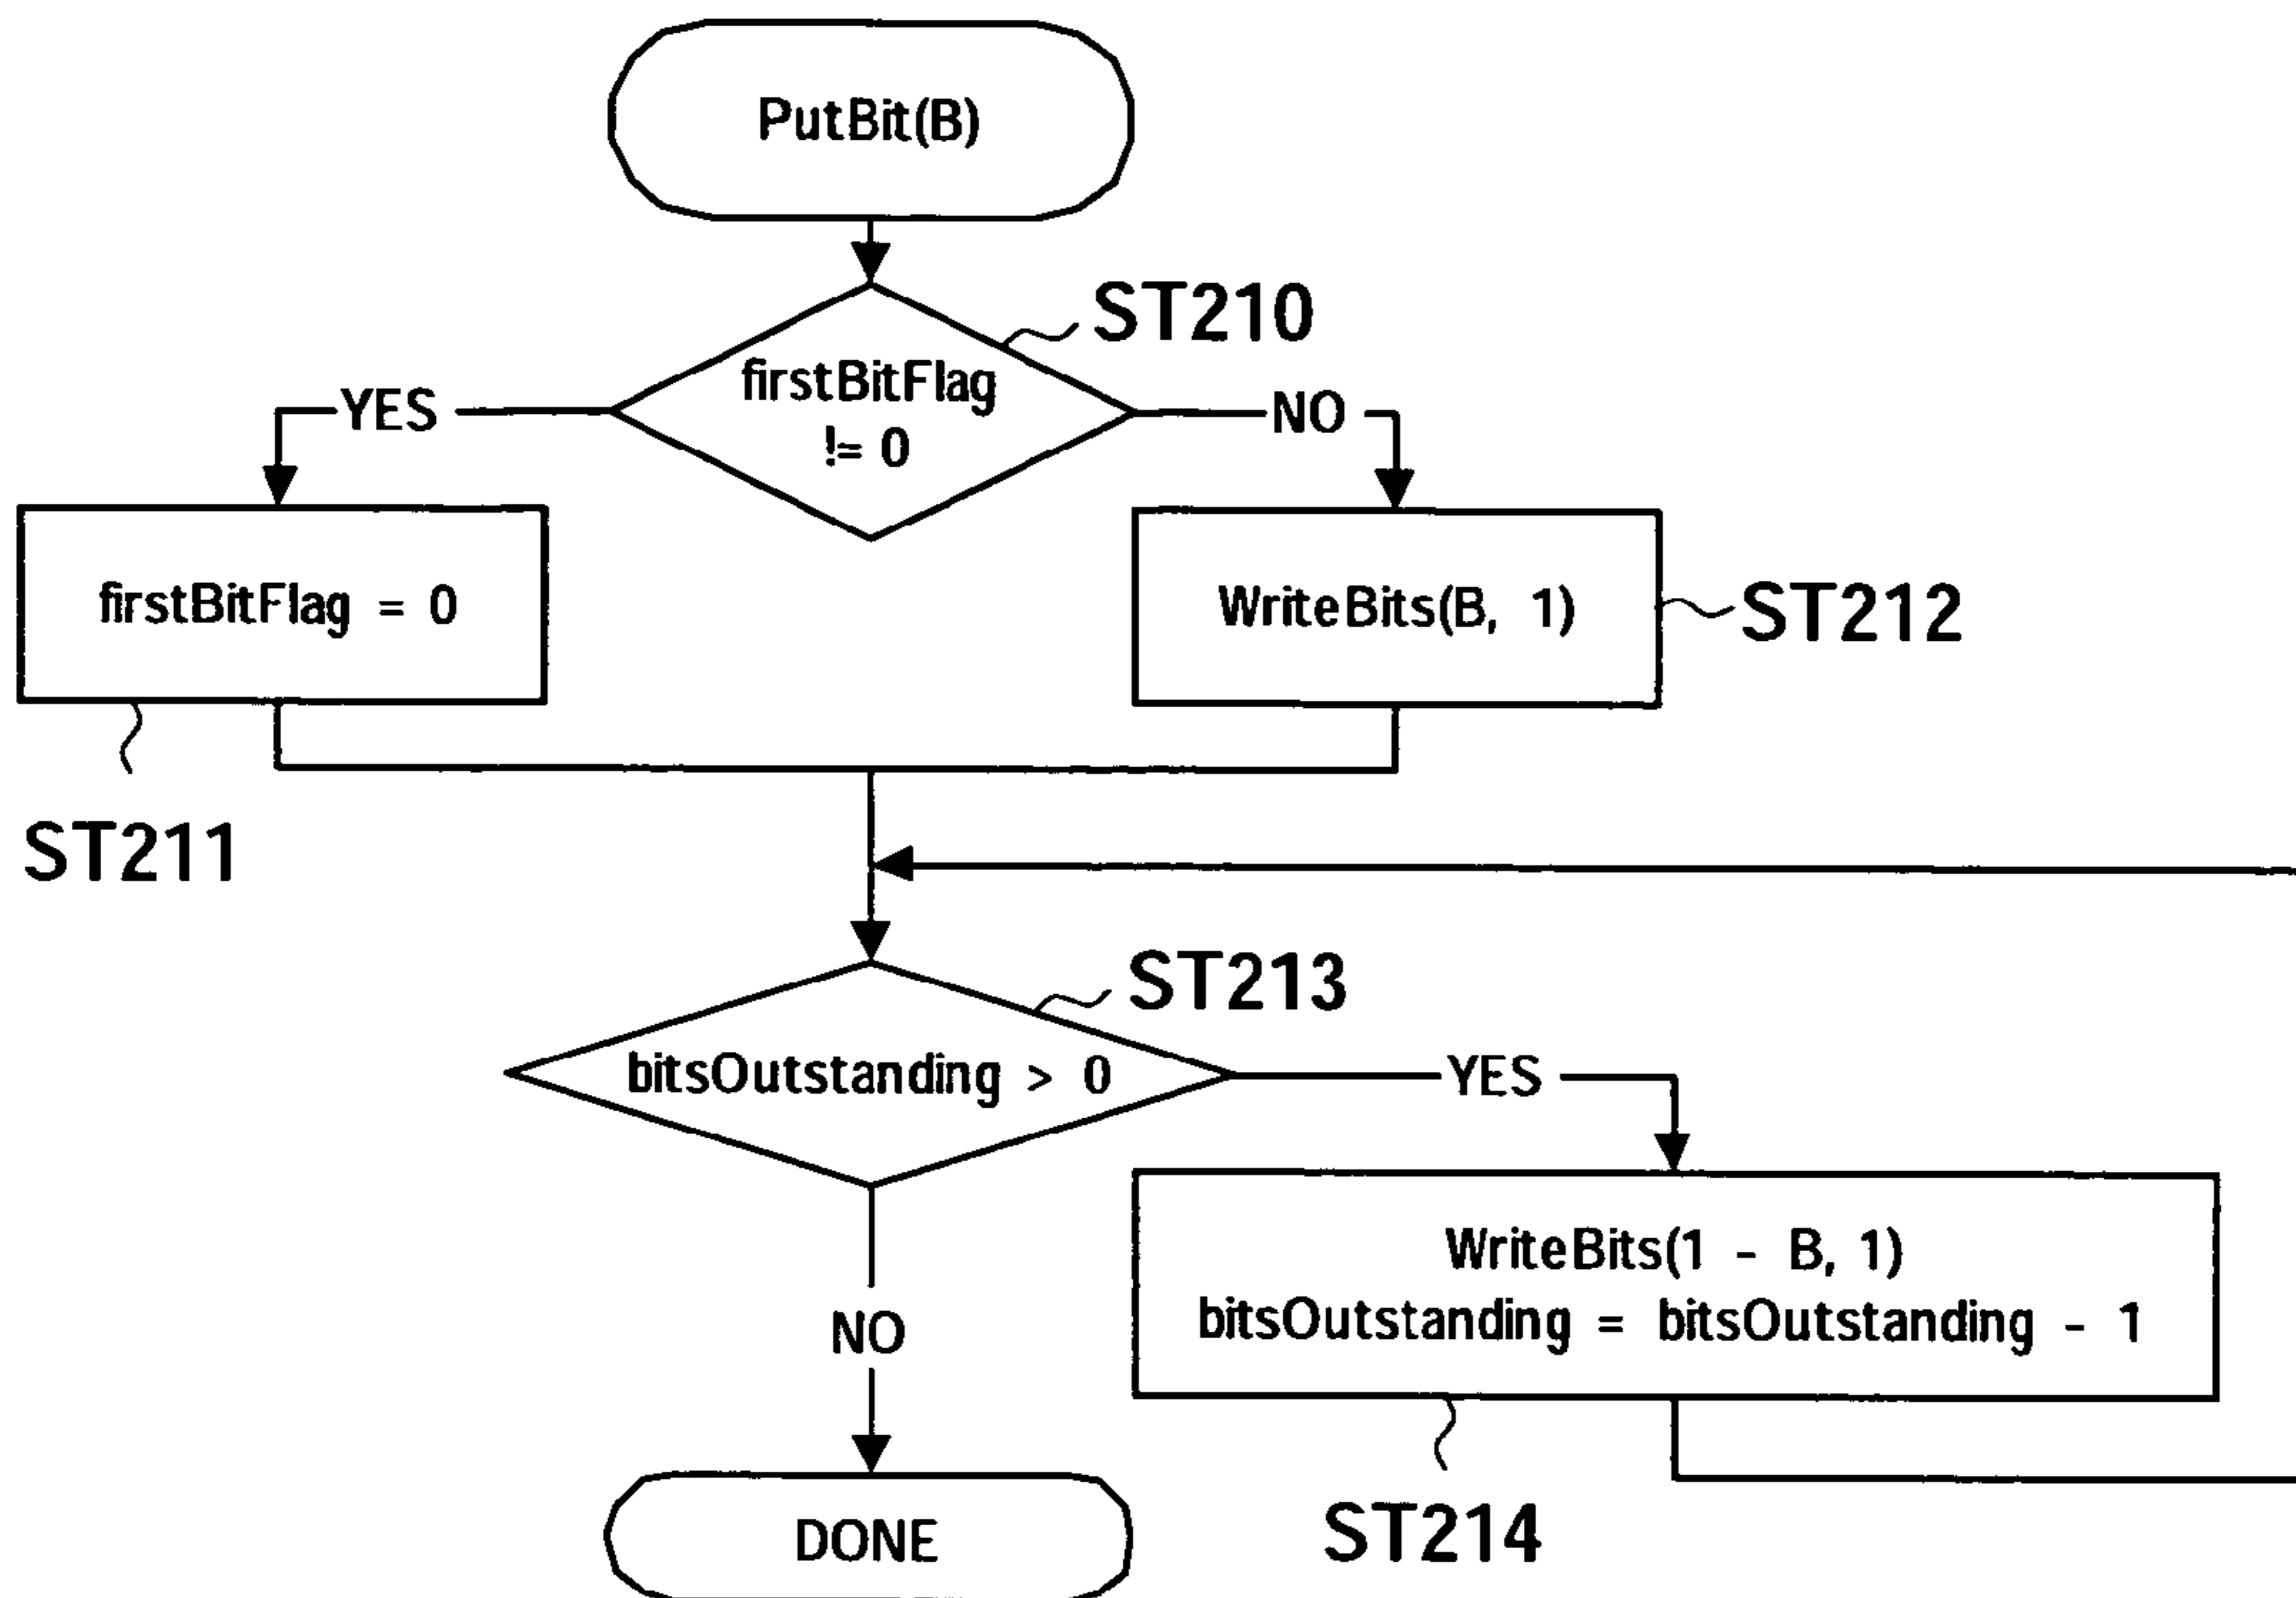 PutBit(B)
ST210
firstBitFlag
!= 0
YES
NO
firstBitFlag = 0
WriteBits(B, 1)
ST212
ST211
ST213
bitsOutstanding > 0
YES
WriteBits(1 - B, 1)
bitsOutstanding = bitsOutstanding - 1
NO
ST214
DONE